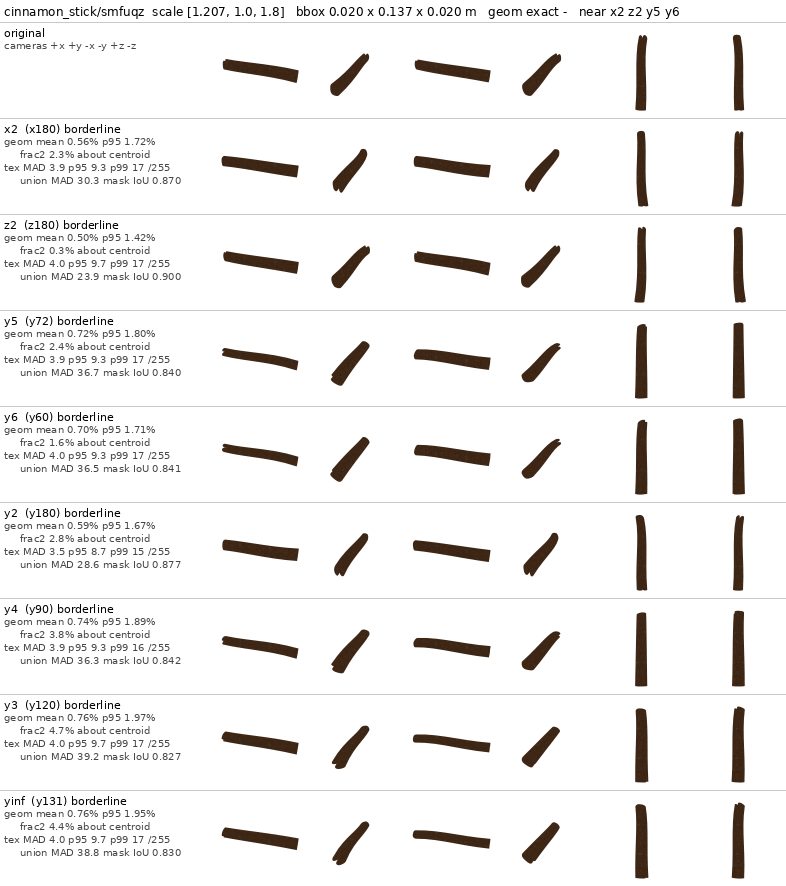 cinnamon_stick/smfuqz  scale [1.207, 1.0, 1.8]   bbox 0.020 x 0.137 x 0.020 m   geom exact -   near x2 z2 y5 y6
original
cameras +x +y -x -y +z -z
x2  (x180) borderline
geom mean 0.56% p95 1.72%
frac2 2.3% about centroid
tex MAD 3.9 p95 9.3 p99 17 /255
union MAD 30.3 mask IoU 0.870
z2  (z180) borderline
geom mean 0.50% p95 1.42%
frac2 0.3% about centroid
tex MAD 4.0 p95 9.7 p99 17 /255
union MAD 23.9 mask IoU 0.900
y5  (y72) borderline
geom mean 0.72% p95 1.80%
frac2 2.4% about centroid
tex MAD 3.9 p95 9.3 p99 17 /255
union MAD 36.7 mask IoU 0.840
y6  (y60) borderline
geom mean 0.70% p95 1.71%
frac2 1.6% about centroid
tex MAD 4.0 p95 9.3 p99 17 /255
union MAD 36.5 mask IoU 0.841
y2  (y180) borderline
geom mean 0.59% p95 1.67%
frac2 2.8% about centroid
tex MAD 3.5 p95 8.7 p99 15 /255
union MAD 28.6 mask IoU 0.877
y4  (y90) borderline
geom mean 0.74% p95 1.89%
frac2 3.8% about centroid
tex MAD 3.9 p95 9.3 p99 16 /255
union MAD 36.3 mask IoU 0.842
y3  (y120) borderline
geom mean 0.76% p95 1.97%
frac2 4.7% about centroid
tex MAD 4.0 p95 9.7 p99 17 /255
union MAD 39.2 mask IoU 0.827
yinf  (y131) borderline
geom mean 0.76% p95 1.95%
frac2 4.4% about centroid
tex MAD 4.0 p95 9.7 p99 17 /255
union MAD 38.8 mask IoU 0.830